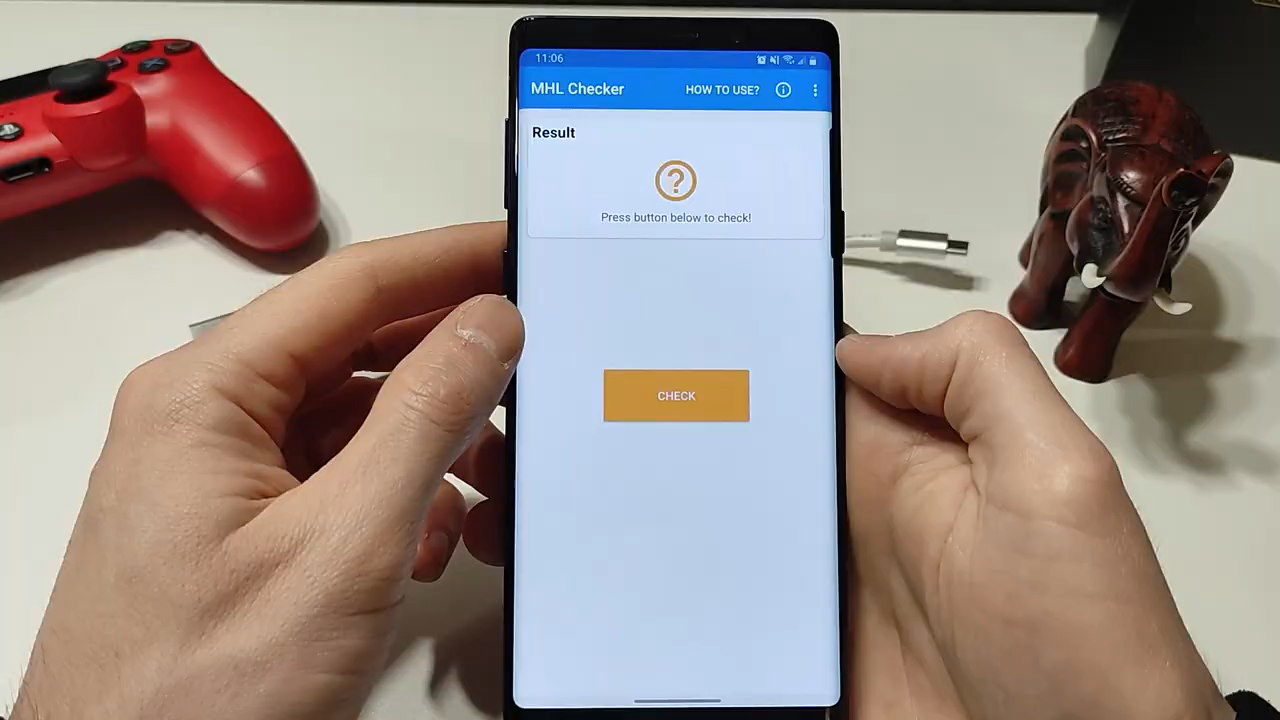 11:06
MHL Checker HOW TO USE?
Result
?
Press button below to check!
CHECK